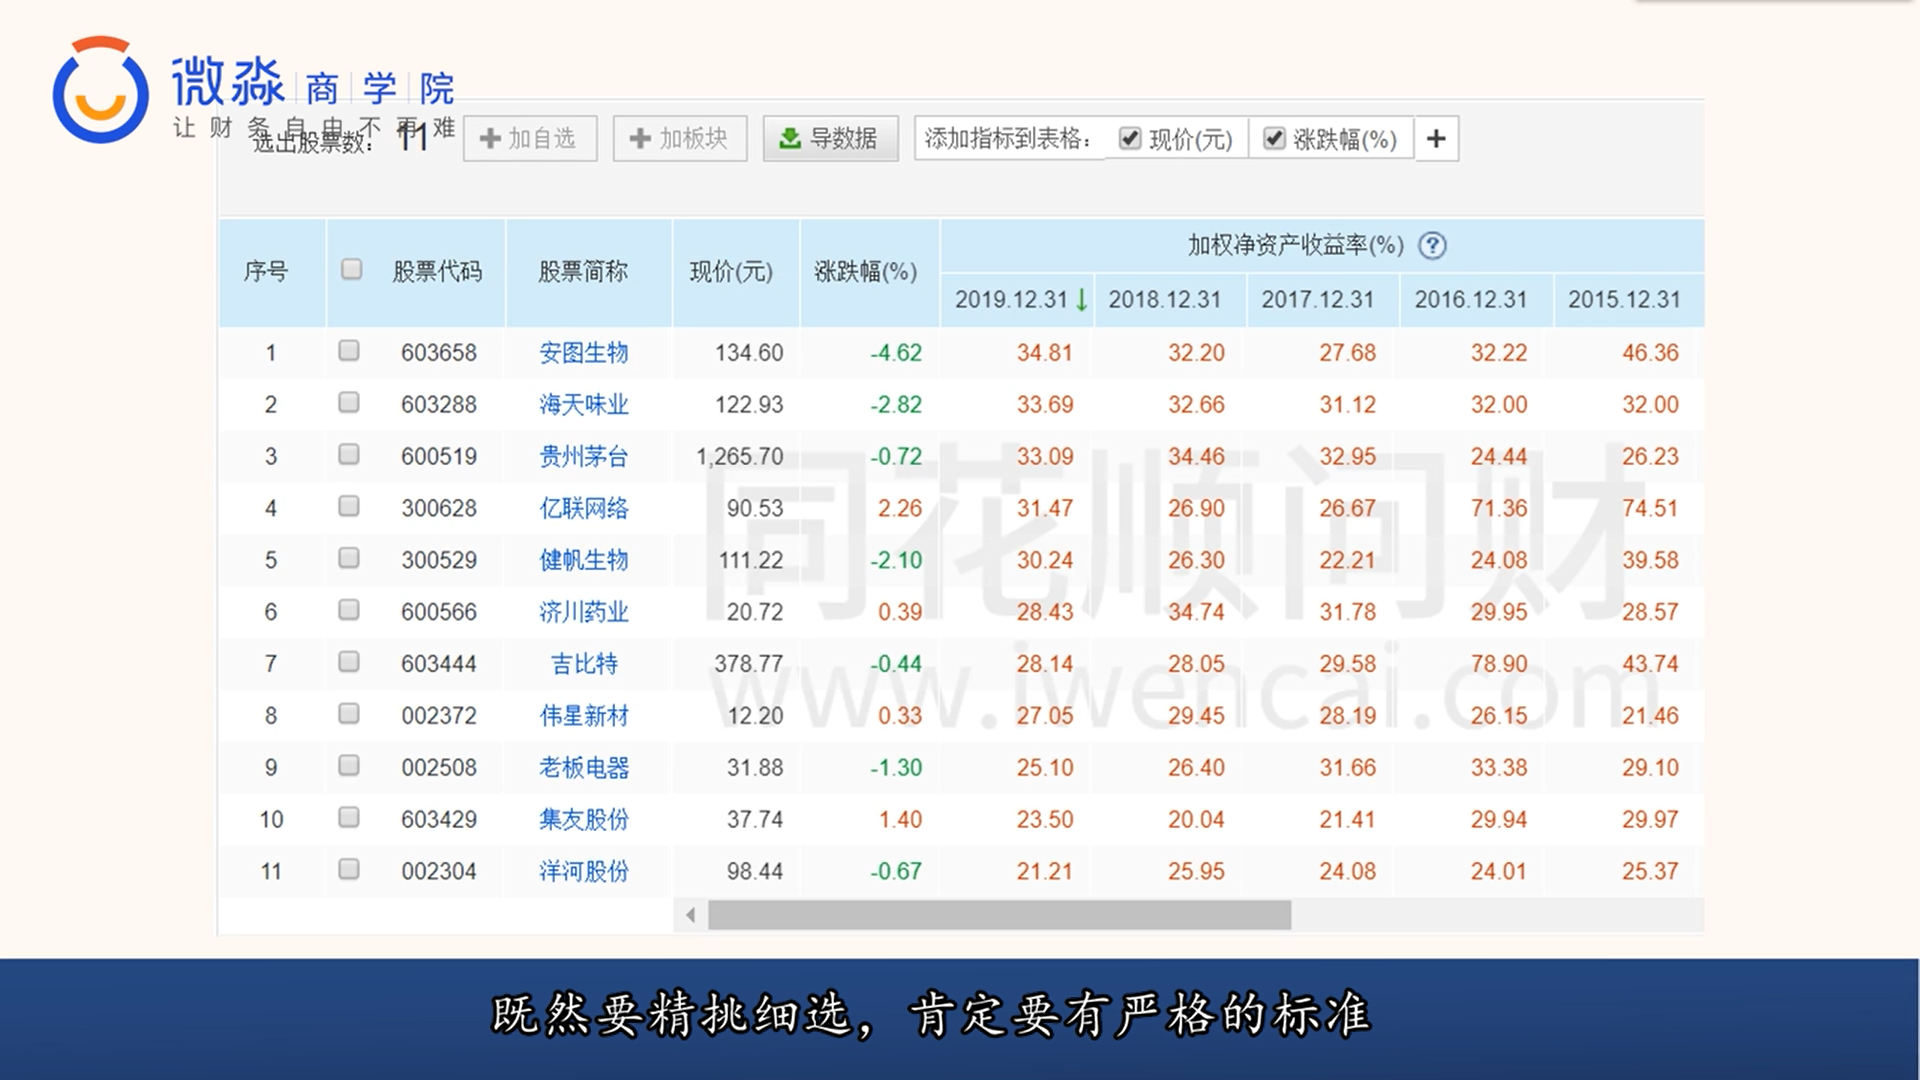 微淼 商 学 院
让 财 务 自 由 不 再 难
选出股票数： 11 加自选 加板块 导数据 添加指标到表格： 现价(元) 涨跌幅(%) +
序号 股票代码 股票简称 现价(元) 涨跌幅(%) 加权净资产收益率(%) ?
2019.12.31↓ 2018.12.31 2017.12.31 2016.12.31 2015.12.31
1 603658 安图生物 134.60 -4.62 34.81 32.20 27.68 32.22 46.36
2 603288 海天味业 122.93 -2.82 33.69 32.66 31.12 32.00 32.00
3 600519 贵州茅台 1,265.70 -0.72 33.09 34.46 32.95 24.44 26.23
4 300628 亿联网络 90.53 2.26 31.47 26.90 26.67 71.36 74.51
5 300529 健帆生物 111.22 -2.10 30.24 26.30 22.21 24.08 39.58
6 600566 济川药业 20.72 0.39 28.43 34.74 31.78 29.95 28.57
7 603444 吉比特 378.77 -0.44 28.14 28.05 29.58 78.90 43.74
8 002372 伟星新材 12.20 0.33 27.05 29.45 28.19 26.15 21.46
9 002508 老板电器 31.88 -1.30 25.10 26.40 31.66 33.38 29.10
10 603429 集友股份 37.74 1.40 23.50 20.04 21.41 29.94 29.97
11 002304 洋河股份 98.44 -0.67 21.21 25.95 24.08 24.01 25.37
同花顺问财
www.iwencai.com
既然要精挑细选，肯定要有严格的标准